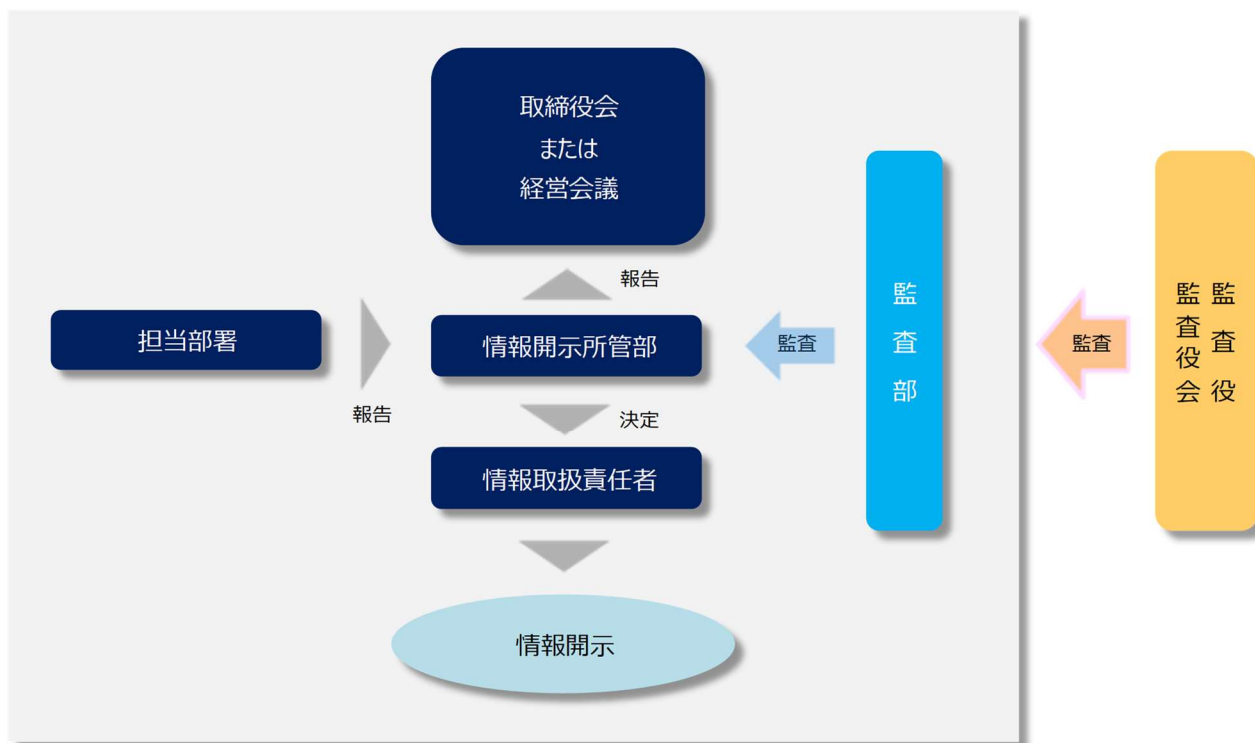 取締役会
または
経営会議
報告
担当部署
報告
情報開示所管部
決定
情報取扱責任者
情報開示
監査
監査部
監査
監査役
監査役会